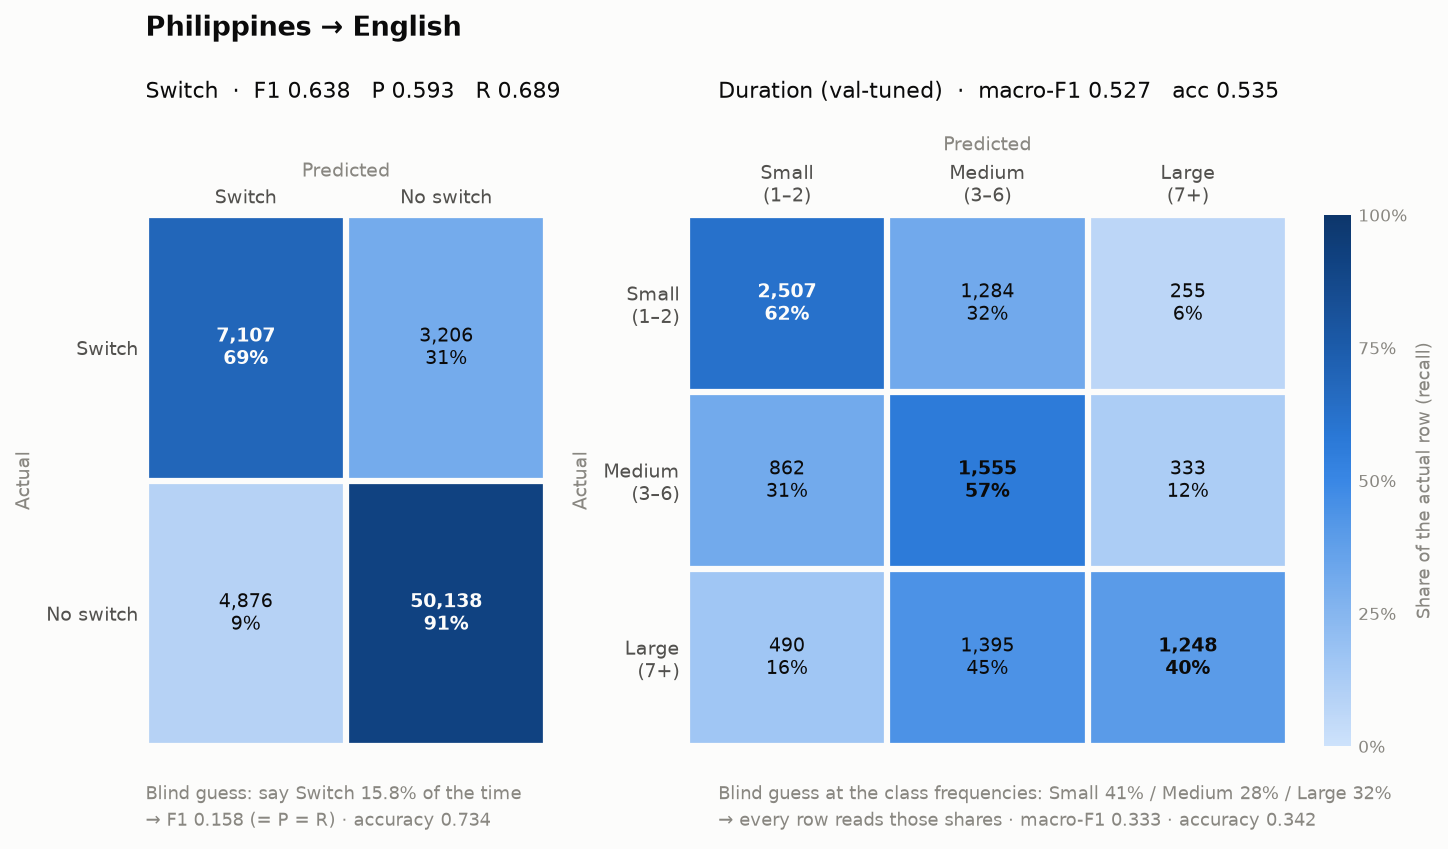 Philippines → English
Switch · F1 0.638 P 0.593 R 0.689
Duration (val-tuned) · macro-F1 0.527 acc 0.535
Predicted
Switch No switch
Actual
Switch
7,107 3,206
69% 31%
No switch
4,876 50,138
9% 91%
Predicted
Small Medium Large
(1–2) (3–6) (7+)
Actual
Small
(1–2)
2,507 1,284 255
62% 32% 6%
Medium
(3–6)
862 1,555 333
31% 57% 12%
Large
(7+)
490 1,395 1,248
16% 45% 40%
100%
75%
50%
25%
0%
Share of the actual row (recall)
Blind guess: say Switch 15.8% of the time
→ F1 0.158 (= P = R) · accuracy 0.734
Blind guess at the class frequencies: Small 41% / Medium 28% / Large 32%
→ every row reads those shares · macro-F1 0.333 · accuracy 0.342